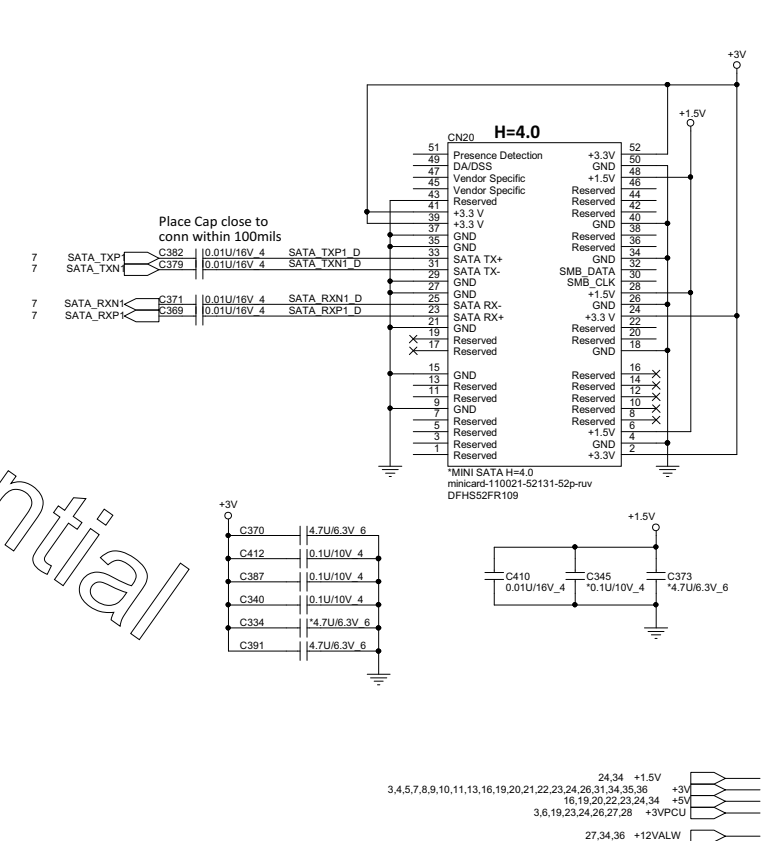 +3V
+1.5V
CN20 H=4.0
51 Presence Detection +3.3V 52
49 DA/DSS GND 50
47 Vendor Specific +1.5V 48
45 Vendor Specific Reserved 46
43 Reserved Reserved 44
41 +3.3 V Reserved 42
39 +3.3 V GND 40
37 GND Reserved 38
35 GND Reserved 36
33 SATA TX+ GND 34
31 SATA TX- SMB_DATA 32
29 GND SMB_CLK 30
27 GND +1.5V 28
25 SATA RX- GND 26
23 SATA RX+ +3.3 V 24
21 GND Reserved 22
19 Reserved Reserved 20
17 Reserved GND 18
15 GND Reserved 16
13 Reserved Reserved 14
11 Reserved Reserved 12
9 GND Reserved 10
7 Reserved Reserved 8
5 Reserved +1.5V 6
3 Reserved GND 4
1 Reserved +3.3V 2
*MINI SATA H=4.0
minicard-110021-52131-52p-ruv
DFHS52FR109
Place Cap close to
conn within 100mils
7 SATA_TXP1 C382 0.01U/16V_4 SATA_TXP1_D
7 SATA_TXN1 C379 0.01U/16V_4 SATA_TXN1_D
7 SATA_RXN1 C371 0.01U/16V_4 SATA_RXN1_D
7 SATA_RXP1 C369 0.01U/16V_4 SATA_RXP1_D
ntial
+3V
C370 4.7U/6.3V_6
C412 0.1U/10V_4
C387 0.1U/10V_4
C340 0.1U/10V_4
C334 *4.7U/6.3V_6
C391 4.7U/6.3V_6
+1.5V
C410
0.01U/16V_4
C345
*0.1U/10V_4
C373
*4.7U/6.3V_6
24,34 +1.5V
3,4,5,7,8,9,10,11,13,16,19,20,21,22,23,24,26,31,34,35,36 +3V
16,19,20,22,23,24,34 +5V
3,6,19,23,24,26,27,28 +3VPCU
27,34,36 +12VALW